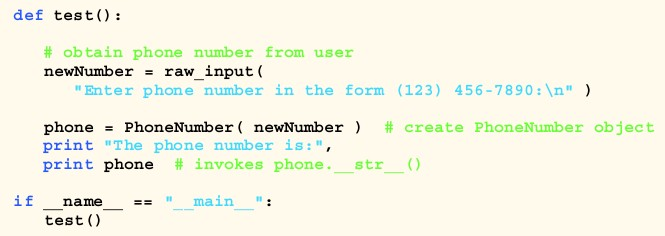 def test():
# obtain phone number from user
newNumber = raw_input(
"Enter phone number in the form (123) 456-7890:\n" )
phone = PhoneNumber( newNumber ) # create PhoneNumber object
print "The phone number is:",
print phone # invokes phone.__str__()
if __name__ == "__main__":
test()